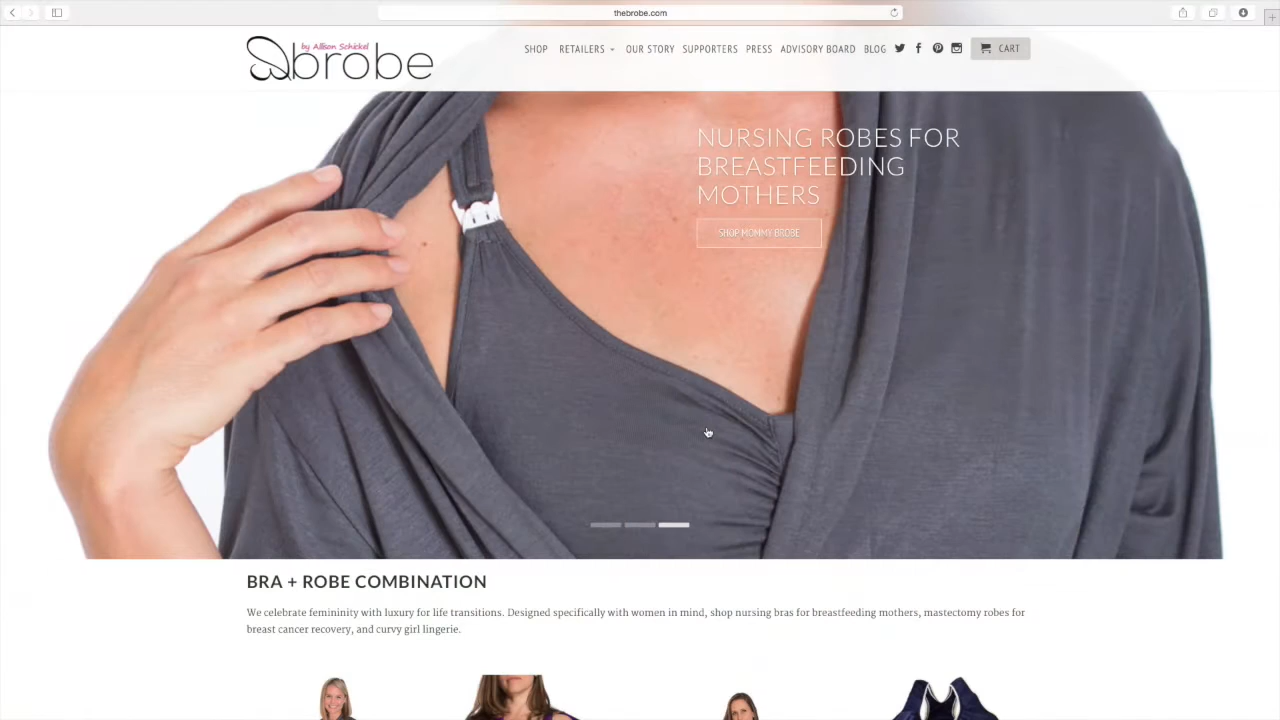 thebrobe.com
by Allison Schickel
brobe
SHOP RETAILERS OUR STORY SUPPORTERS PRESS ADVISORY BOARD BLOG CART
NURSING ROBES FOR
BREASTFEEDING
MOTHERS
SHOP MOMMY BROBE
BRA + ROBE COMBINATION
We celebrate femininity with luxury for life transitions. Designed specifically with women in mind, shop nursing bras for breastfeeding mothers, mastectomy robes for
breast cancer recovery, and curvy girl lingerie.